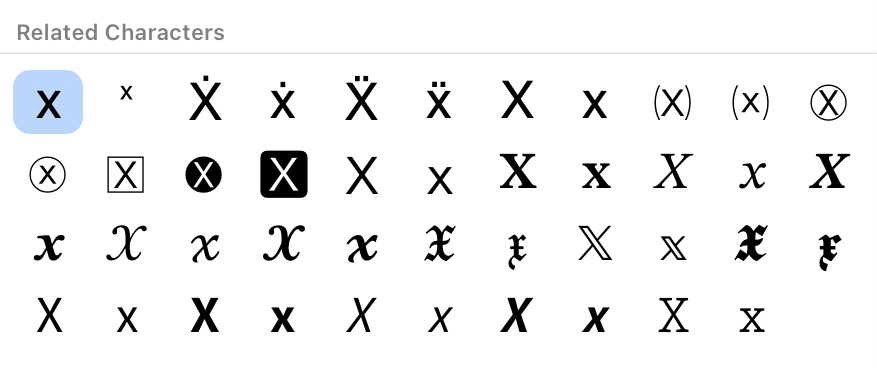 Related Characters
x ˣ Ẋ ẋ Ẍ ẍ X x 🄧 ⒳ Ⓧ
ⓧ 🅇 🅧 🆇 X x 𝐗 𝐱 𝑋 𝑥 𝑿
𝒙 𝒳 𝓍 𝓧 𝔁 𝔛 𝔵 𝕏 𝕩 𝖃 𝖝
𝖷 𝗑 𝗫 𝘅 𝘟 𝘹 𝙓 𝙭 𝚇 𝚡